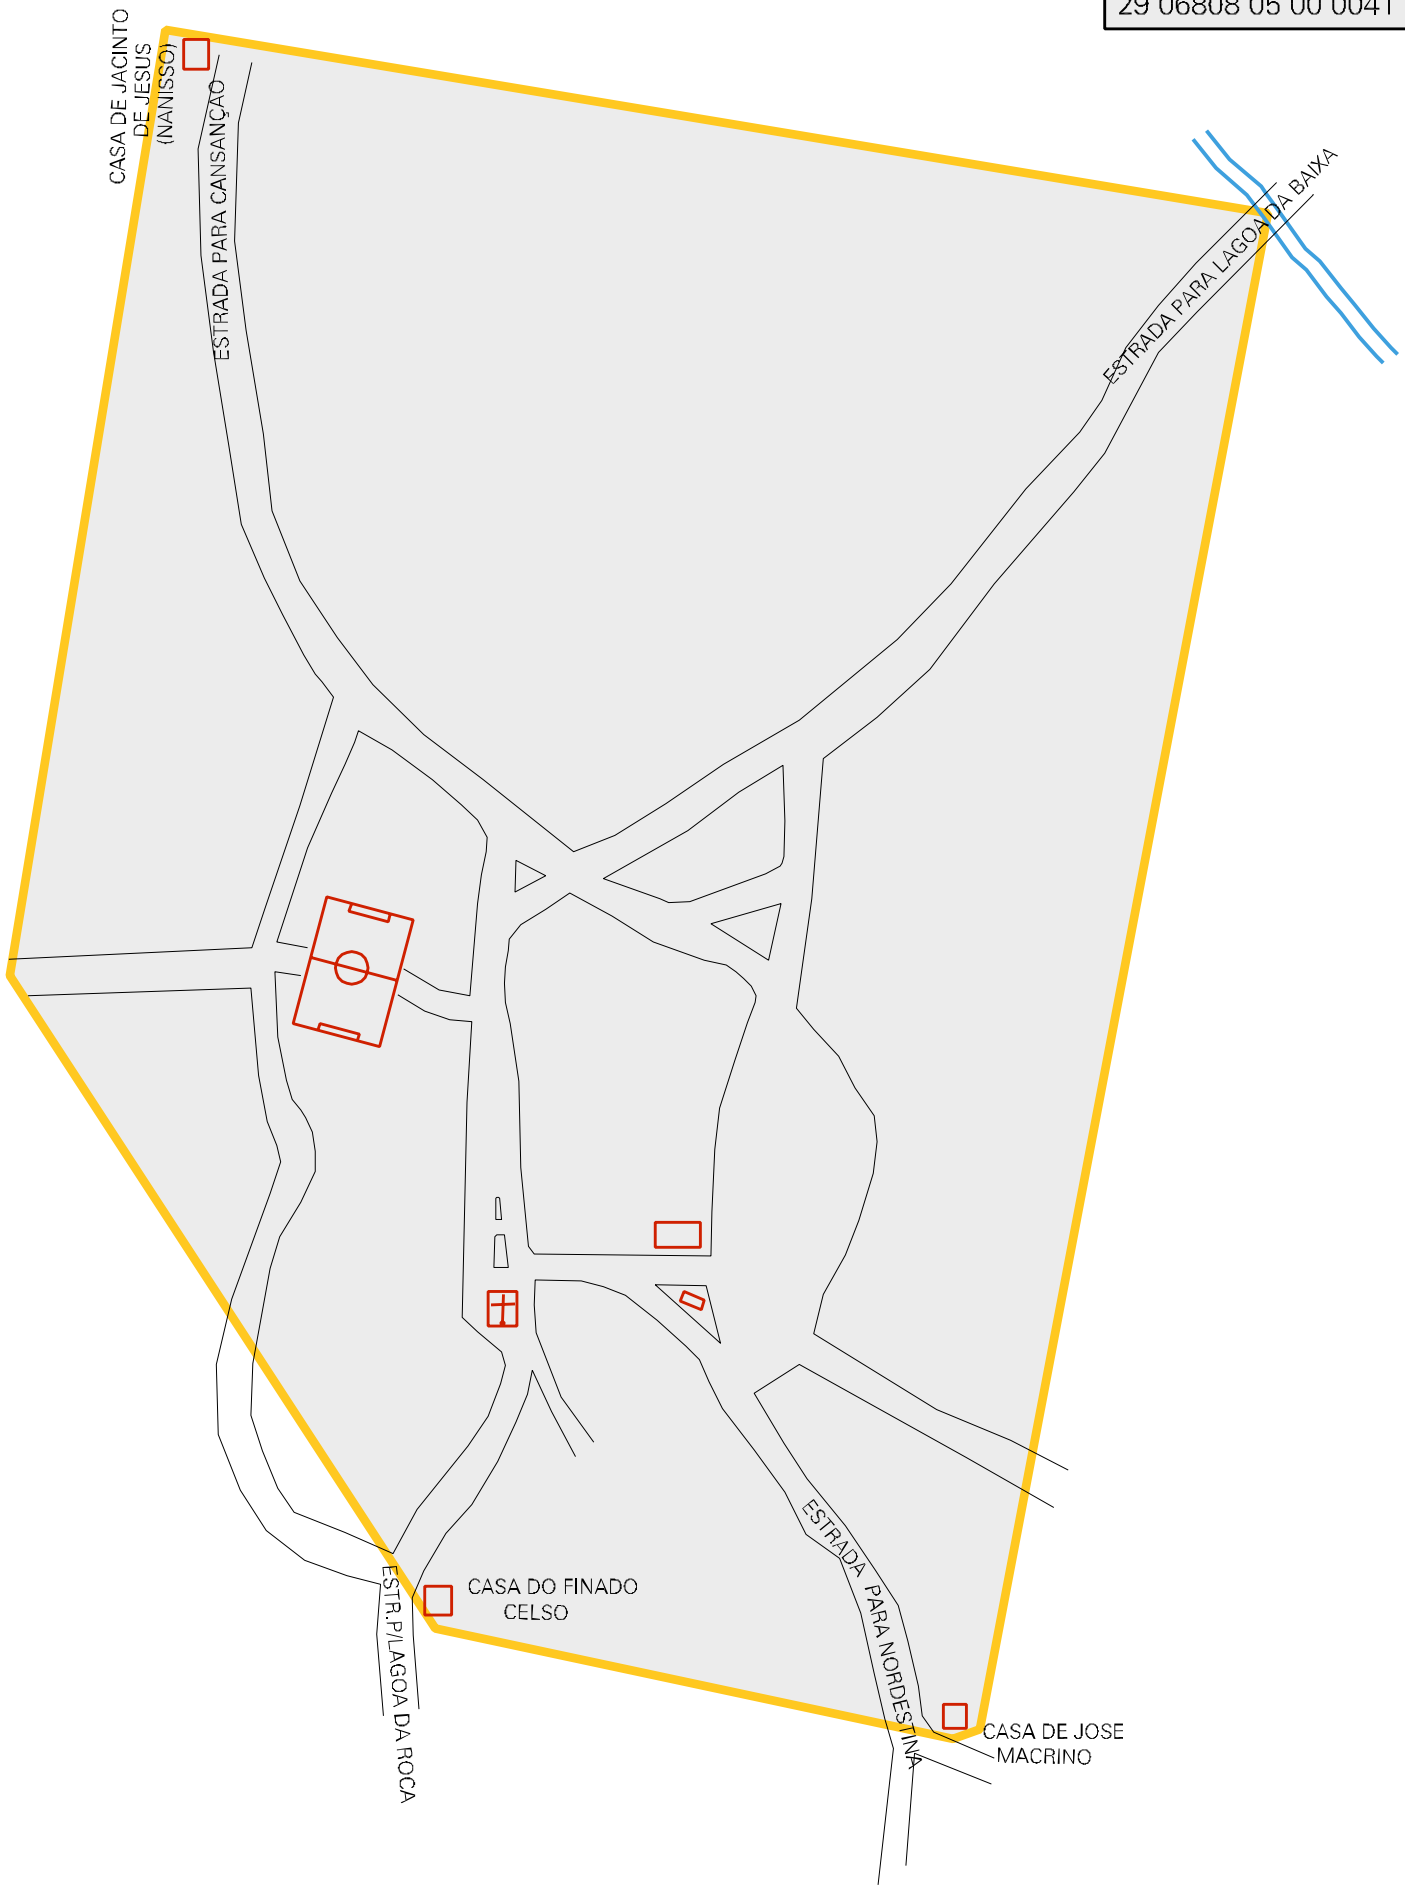 29 06808 05 00 0041
CASA DE JACINTO
DE JESUS
(NANISSO)
ESTRADA PARA CANSANÇAO
ESTRADA PARA LAGOA DA BAIXA
CASA DO FINADO
CELSO
ESTR.P/LAGOA DA ROCA
ESTRADA PARA NORDESTINA
CASA DE JOSE
MACRINO